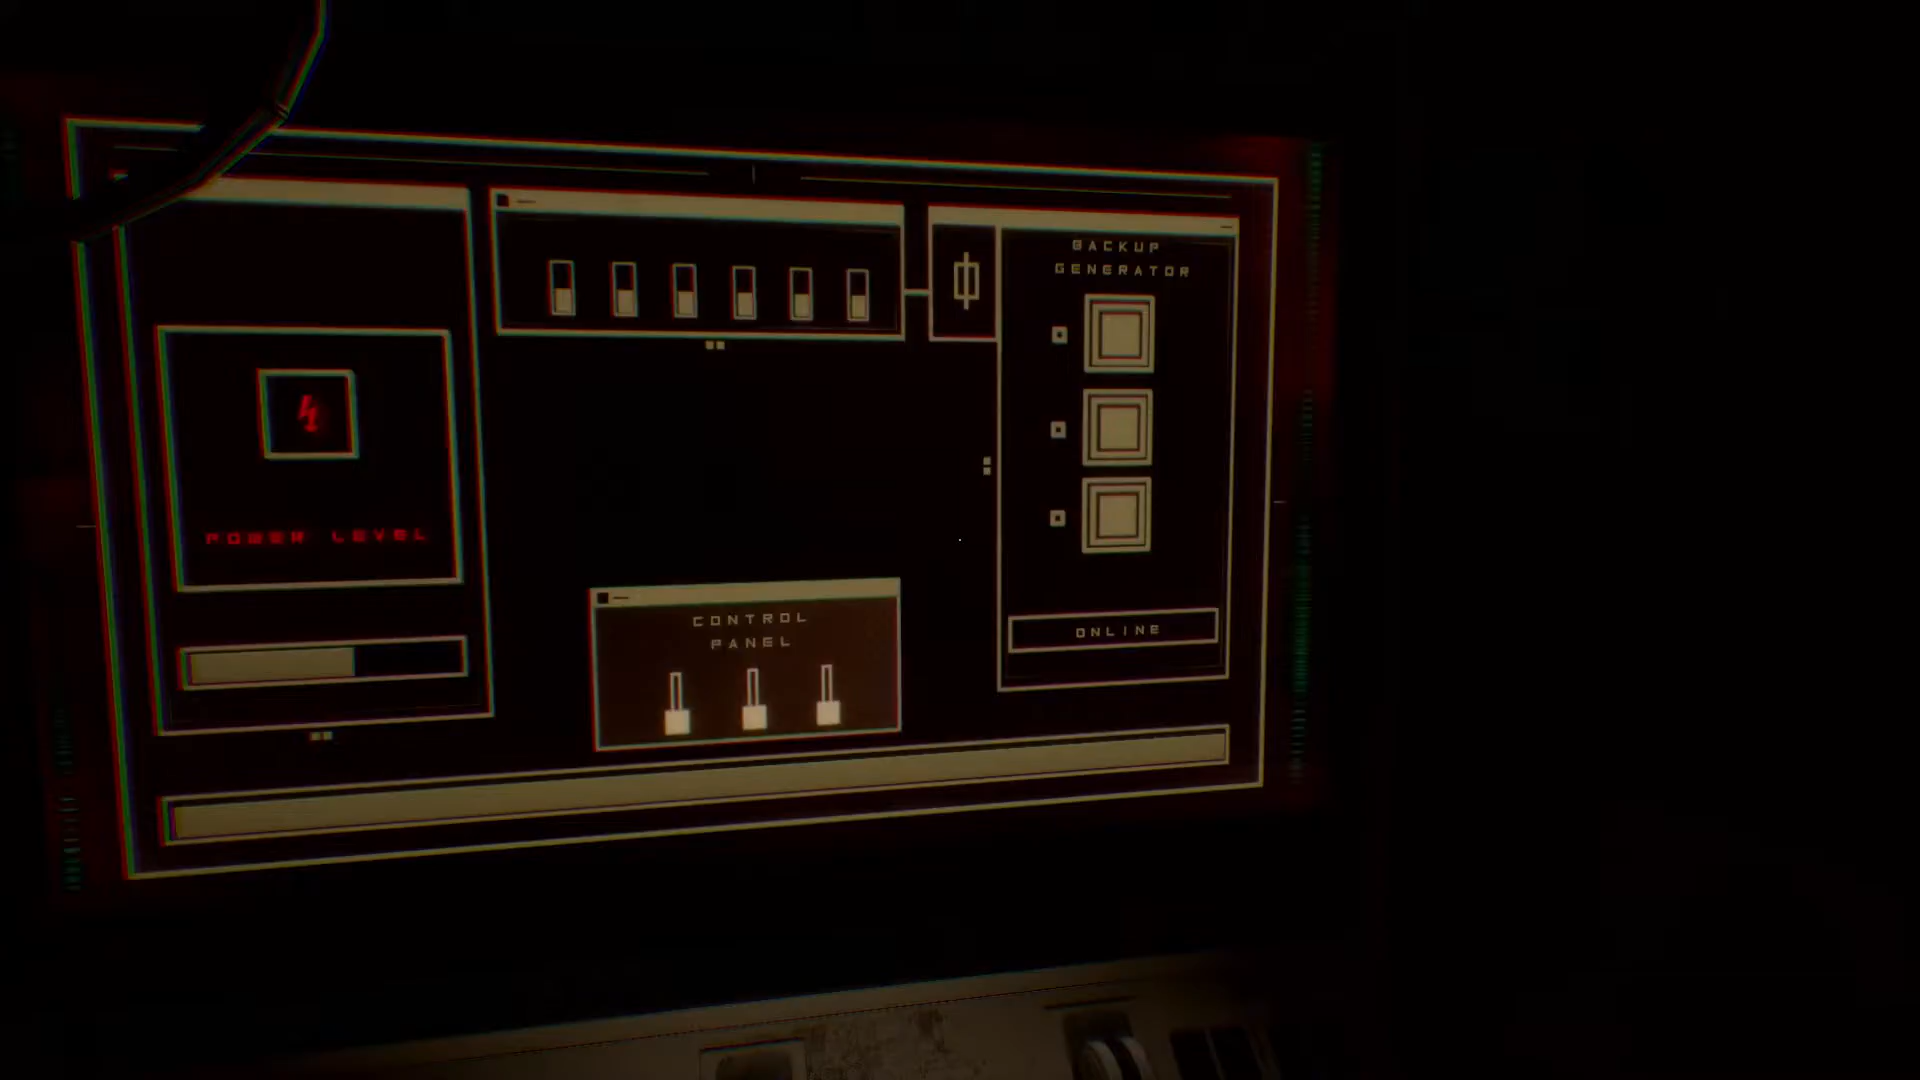 POWER LEVEL
BACKUP
GENERATOR
ONLINE
CONTROL
PANEL